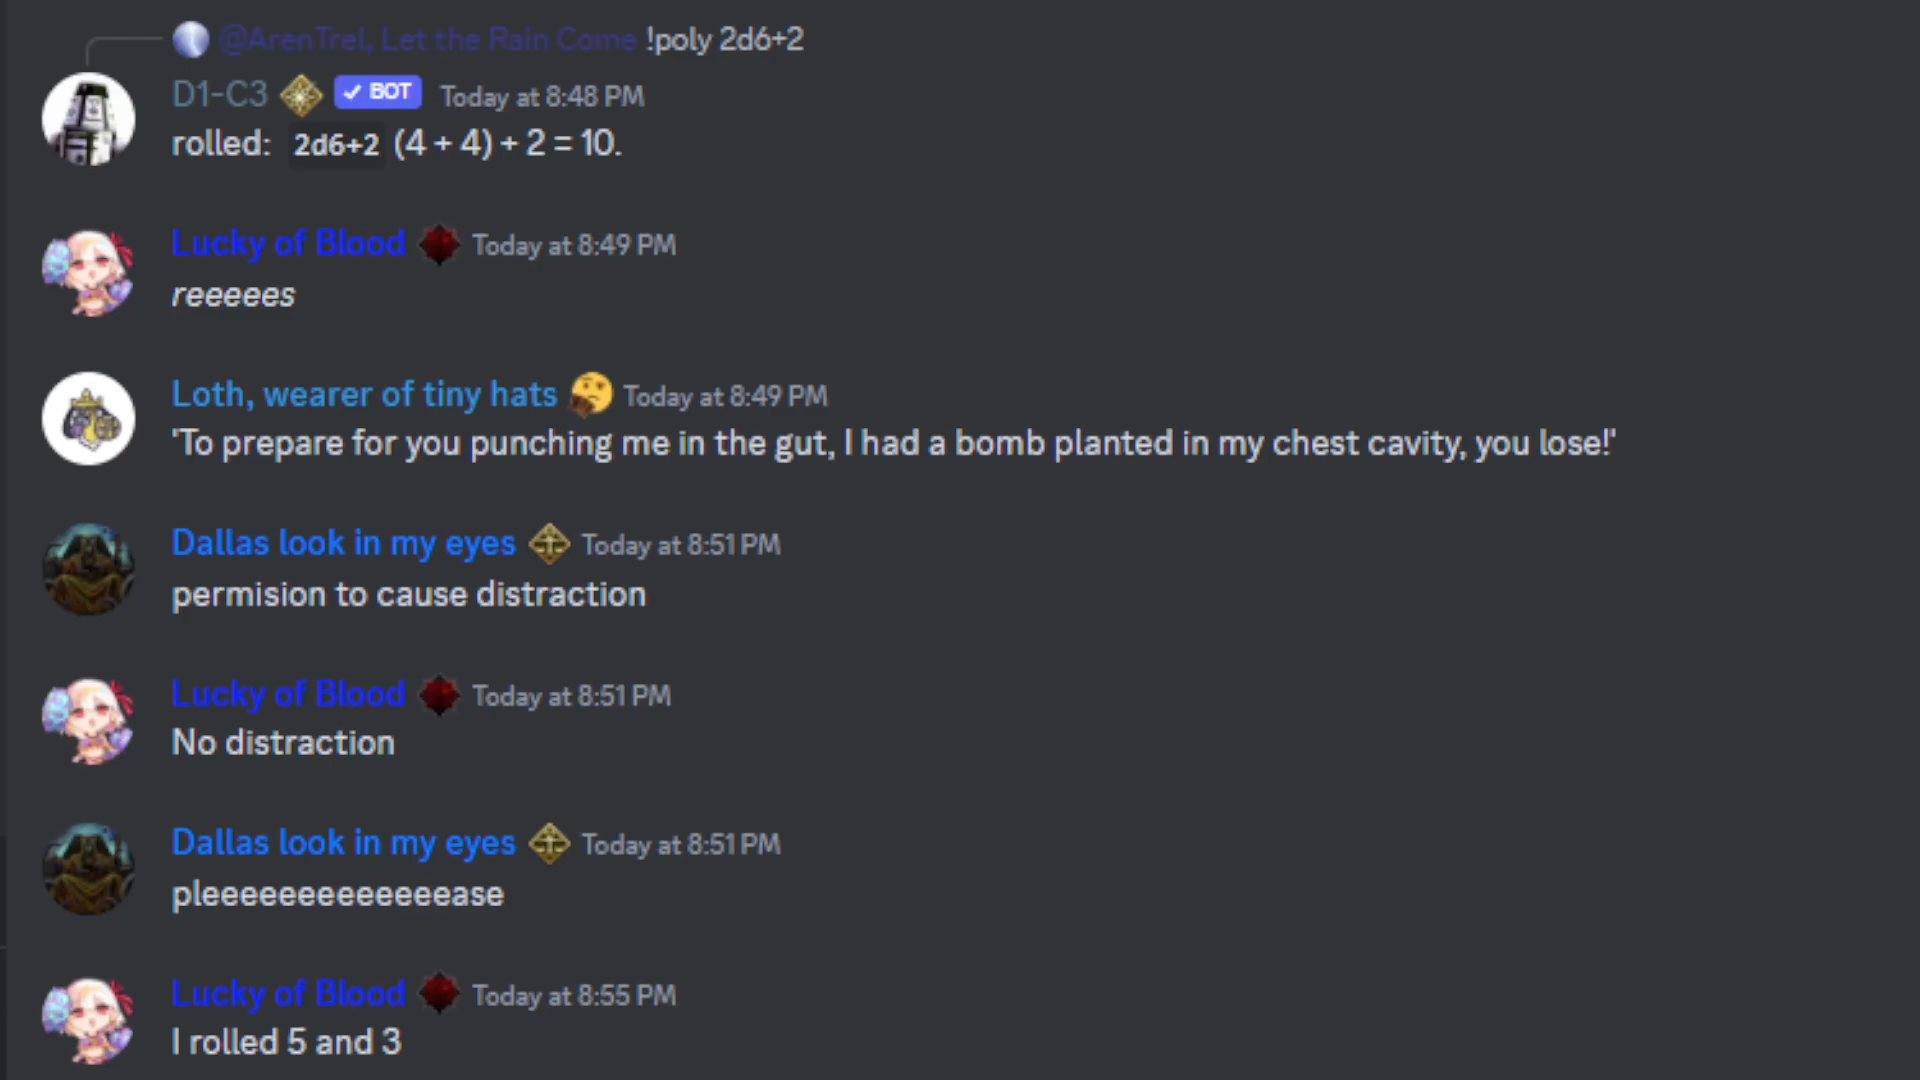 @ArenTrel, Let the Rain Come !poly 2d6+2
D1-C3 BOT Today at 8:48 PM
rolled: 2d6+2 (4 + 4) + 2 = 10.
Lucky of Blood Today at 8:49 PM
reeeees
Loth, wearer of tiny hats Today at 8:49 PM
'To prepare for you punching me in the gut, I had a bomb planted in my chest cavity, you lose!'
Dallas look in my eyes Today at 8:51 PM
permision to cause distraction
Lucky of Blood Today at 8:51 PM
No distraction
Dallas look in my eyes Today at 8:51 PM
pleeeeeeeeeeeeease
Lucky of Blood Today at 8:55 PM
I rolled 5 and 3